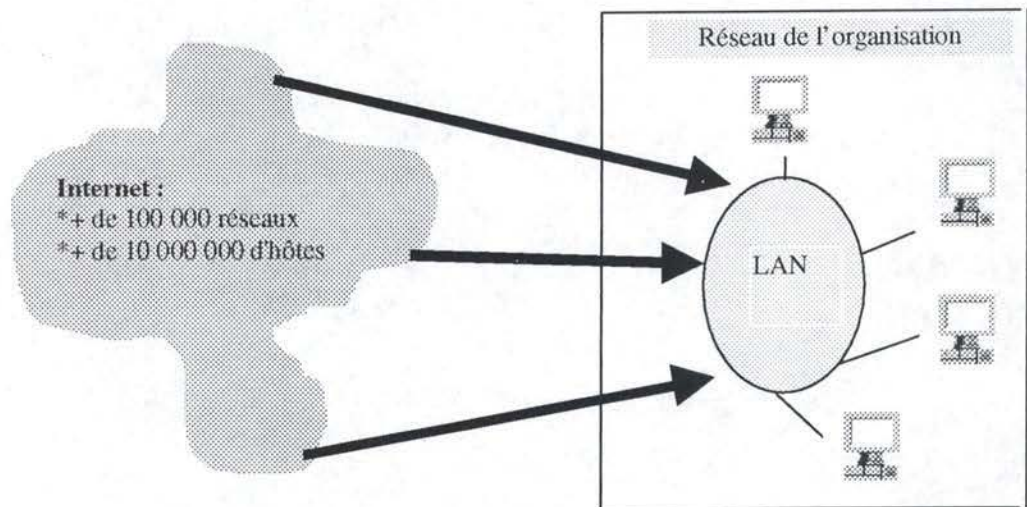 Réseau de l'organisation
Internet :
*+ de 100 000 réseaux
*+ de 10 000 000 d'hôtes
LAN